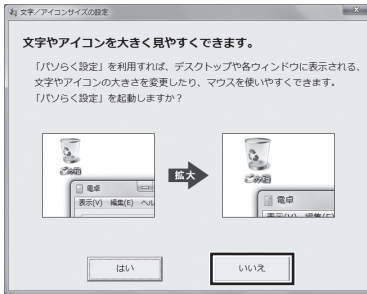 文字／アイコンサイズの設定
文字やアイコンを大きく見やすくできます。
「パソらく設定」を利用すれば、デスクトップや各ウィンドウに表示される、
文字やアイコンの大きさを変更したり、マウスを使いやすくできます。
「パソらく設定」を起動しますか？
ごみ箱
電卓
表示(V) 編集(E) ヘル
拡大
ごみ箱
電卓
表示(V) 編集(E)
はい
いいえ